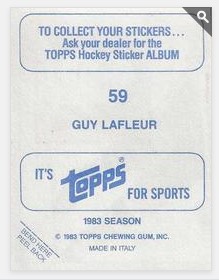 TO COLLECT YOUR STICKERS...
Ask your dealer for the
TOPPS Hockey Sticker ALBUM
59
GUY LAFLEUR
IT'S topps FOR SPORTS
1983 SEASON
© 1983 TOPPS CHEWING GUM, INC.
MADE IN ITALY
BEND HERE
PEEL BACK